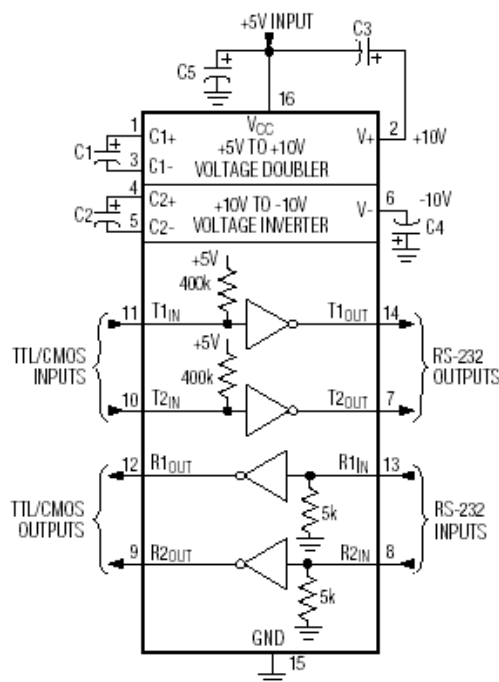 +5V INPUT
C3
+
C5
+
+
16
1
C1+
VCC
V+
2
+10V
C1
+
+5V TO +10V
3
C1-
VOLTAGE DOUBLER
4
C2+
+10V TO -10V
V-
6
-10V
C2
+
5
C2-
VOLTAGE INVERTER
+
C4
+5V
400k
11
T1IN
T1OUT
14
TTL/CMOS
INPUTS
+5V
RS-232
OUTPUTS
400k
10
T2IN
T2OUT
7
12
R1OUT
R1IN
13
TTL/CMOS
OUTPUTS
5k
RS-232
INPUTS
9
R2OUT
R2IN
8
5k
GND
15